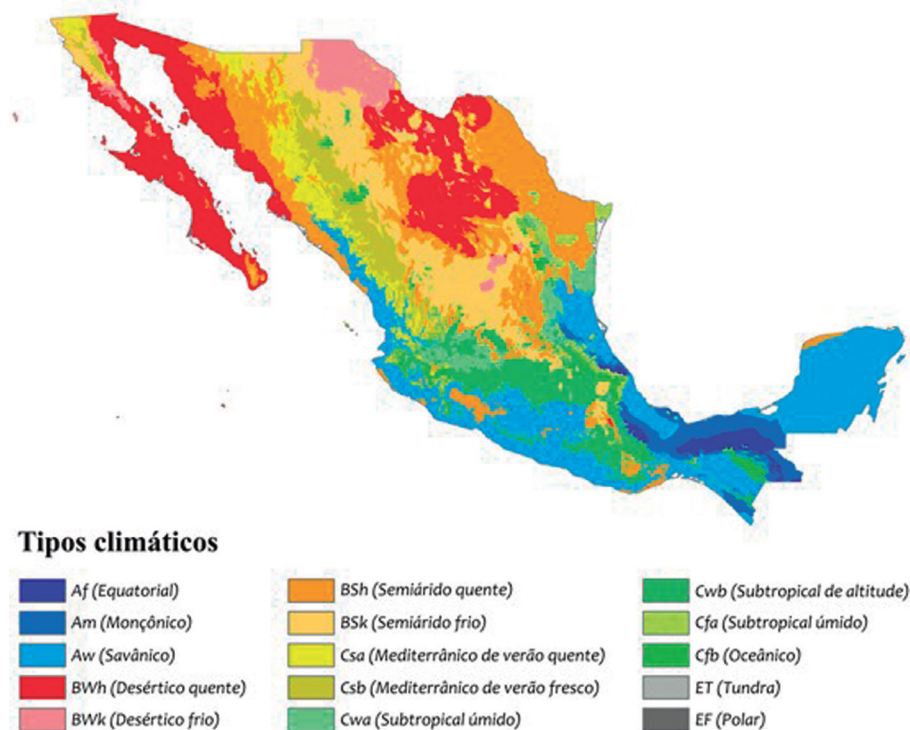 Tipos climáticos
Af (Equatorial)
Am (Monçônico)
Aw (Savânico)
BWh (Desértico quente)
BWk (Desértico frio)
BSh (Semiárido quente)
BSk (Semiárido frio)
Csa (Mediterrânico de verão quente)
Csb (Mediterrânico de verão fresco)
Cwa (Subtropical úmido)
Cwb (Subtropical de altitude)
Cfa (Subtropical úmido)
Cfb (Oceânico)
ET (Tundra)
EF (Polar)